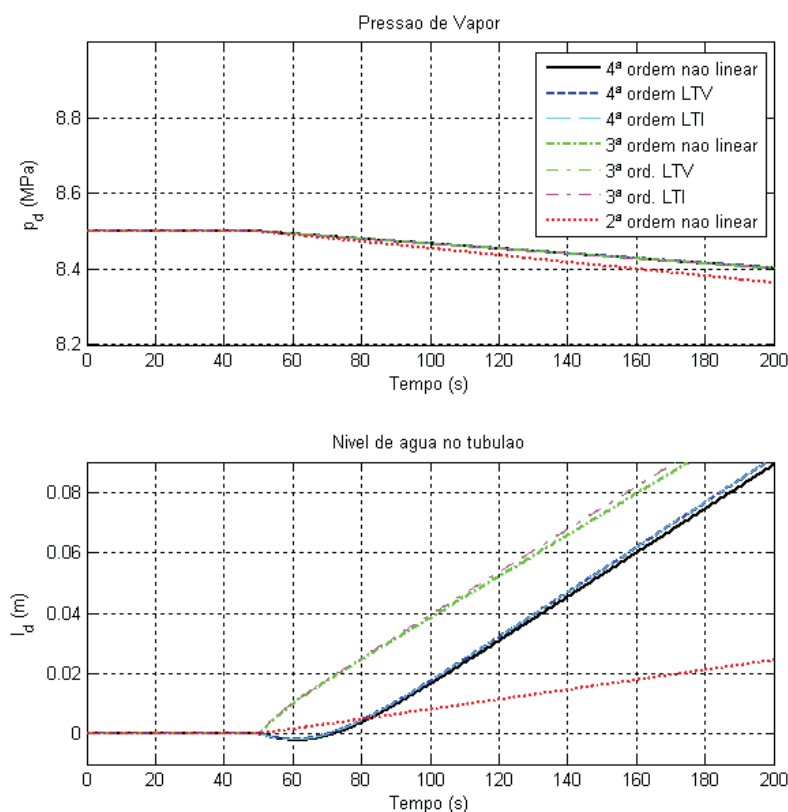 Pressao de Vapor
4ª ordem nao linear
4ª ordem LTV
4ª ordem LTI
3ª ordem nao linear
3ª ord. LTV
3ª ord. LTI
2ª ordem nao linear
p_d (MPa)
8.8
8.6
8.4
8.2
0 20 40 60 80 100 120 140 160 180 200
Tempo (s)
Nivel de agua no tubulao
l_d (m)
0.08
0.06
0.04
0.02
0
0 20 40 60 80 100 120 140 160 180 200
Tempo (s)